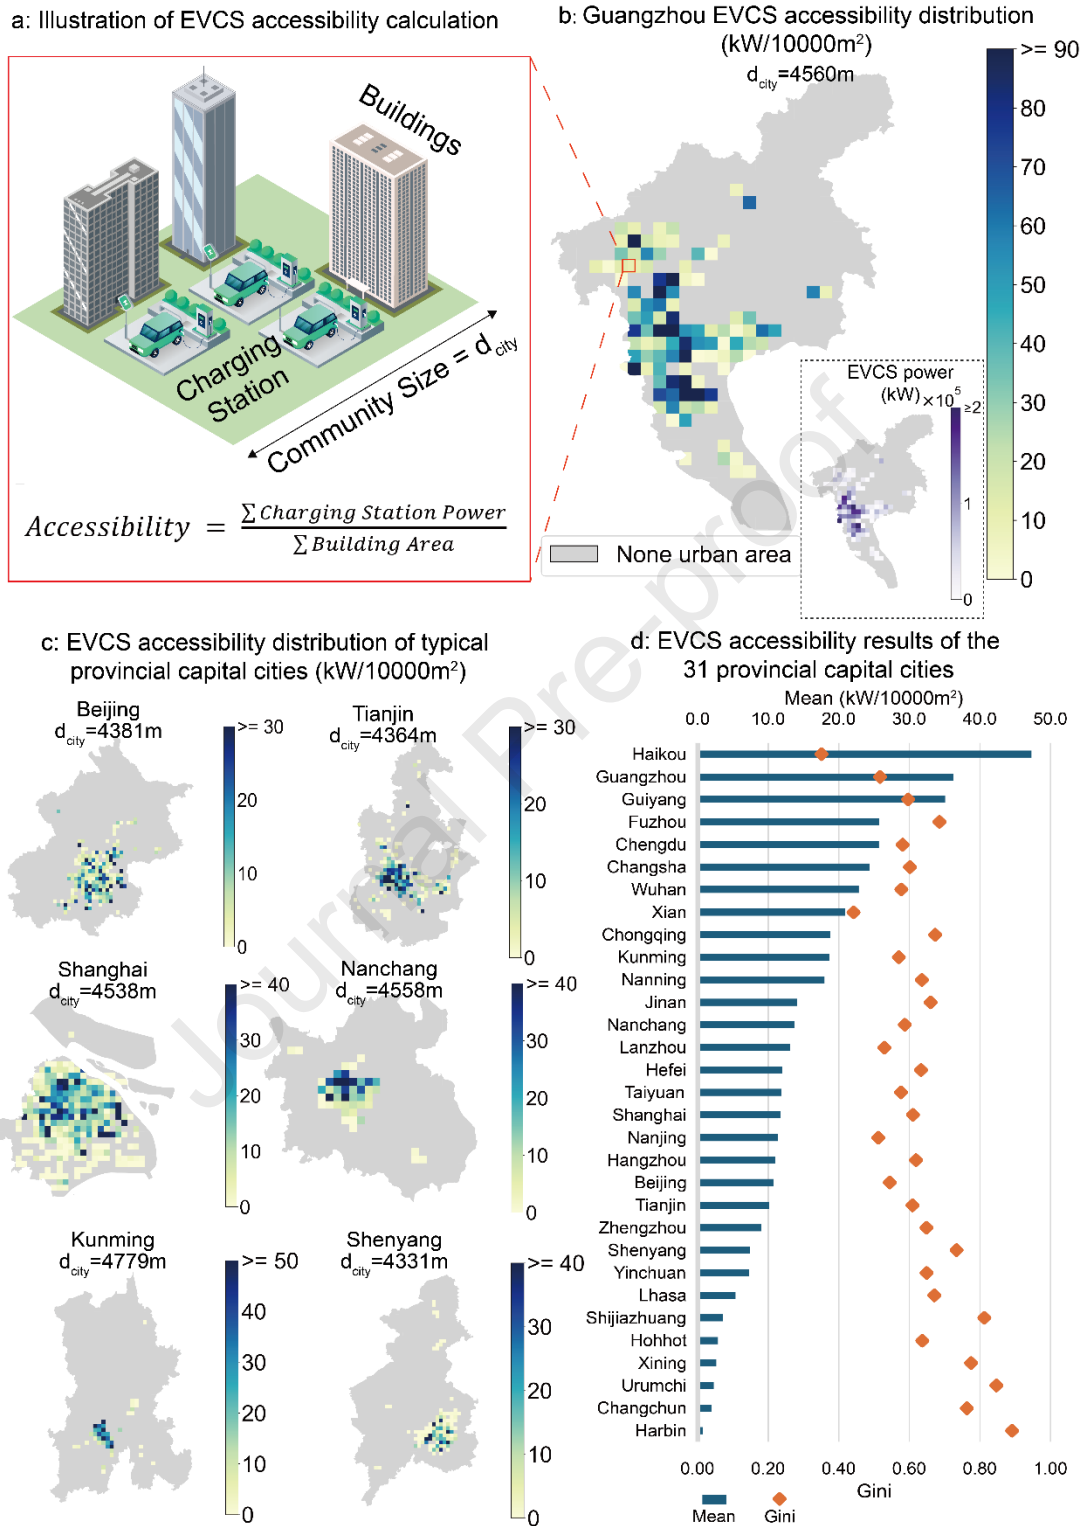 a: Illustration of EVCS accessibility calculation
Buildings
Charging
Station
Community Size = d city
Accessibility = ∑ Charging Station Power / ∑ Building Area
b: Guangzhou EVCS accessibility distribution
(kW/10000m²)
d city=4560m
>= 90
80
70
60
50
40
30
20
10
0
EVCS power
(kW) ×10⁵
≥2
1
0
None urban area
c: EVCS accessibility distribution of typical
provincial capital cities (kW/10000m²)
Beijing
d city=4381m
>= 30
20
10
0
Tianjin
d city=4364m
>= 30
20
10
0
Shanghai
d city=4538m
>= 40
30
20
10
0
Nanchang
d city=4558m
>= 40
30
20
10
0
Kunming
d city=4779m
>= 50
40
30
20
10
0
Shenyang
d city=4331m
>= 40
30
20
10
0
d: EVCS accessibility results of the
31 provincial capital cities
Mean (kW/10000m²)
0.0 10.0 20.0 30.0 40.0 50.0
Haikou
Guangzhou
Guiyang
Fuzhou
Chengdu
Changsha
Wuhan
Xian
Chongqing
Kunming
Nanning
Jinan
Nanchang
Lanzhou
Hefei
Taiyuan
Shanghai
Nanjing
Hangzhou
Beijing
Tianjin
Zhengzhou
Shenyang
Yinchuan
Lhasa
Shijiazhuang
Hohhot
Xining
Urumchi
Changchun
Harbin
0.00 0.20 0.40 0.60 0.80 1.00
Gini
Mean Gini
Journal Pre-proof